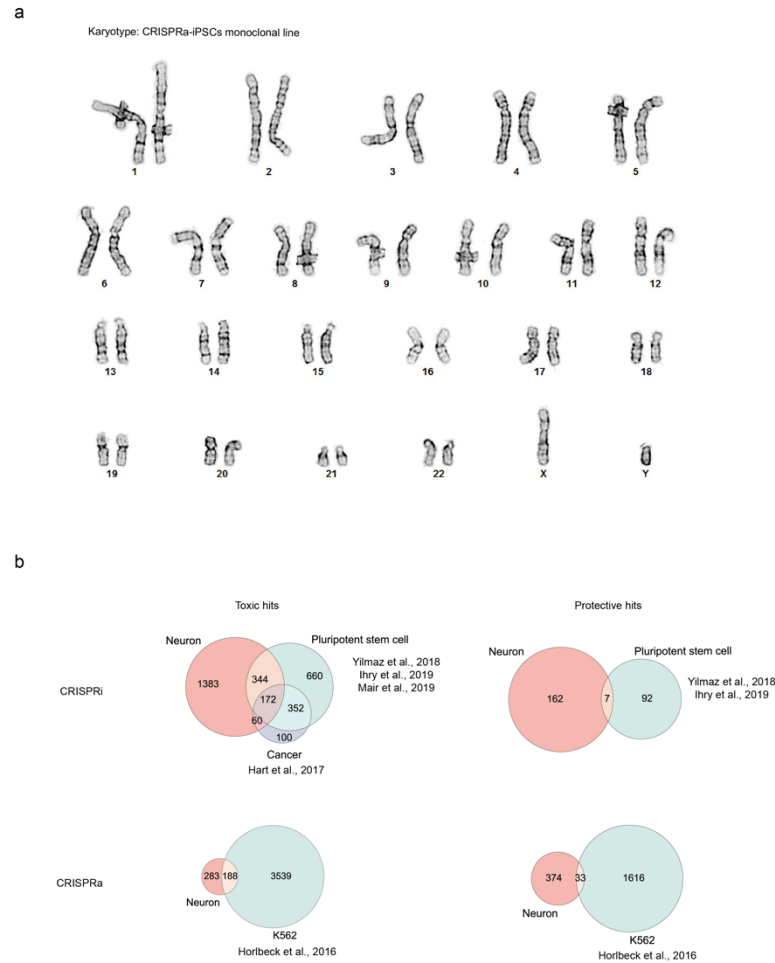 a
Karyotype: CRISPRa-iPSCs monoclonal line
1
2
3
4
5
6
7
8
9
10
11
12
13
14
15
16
17
18
19
20
21
22
X
Y
b
Toxic hits
Protective hits
CRISPRi
Neuron
Pluripotent stem cell
Yilmaz et al., 2018
Ihry et al., 2019
Mair et al., 2019
1383
344
660
172
352
60
100
Cancer
Hart et al., 2017
Neuron
Pluripotent stem cell
Yilmaz et al., 2018
Ihry et al., 2019
162
7
92
CRISPRa
283
188
3539
Neuron
K562
Horlbeck et al., 2016
374
33
1616
Neuron
K562
Horlbeck et al., 2016